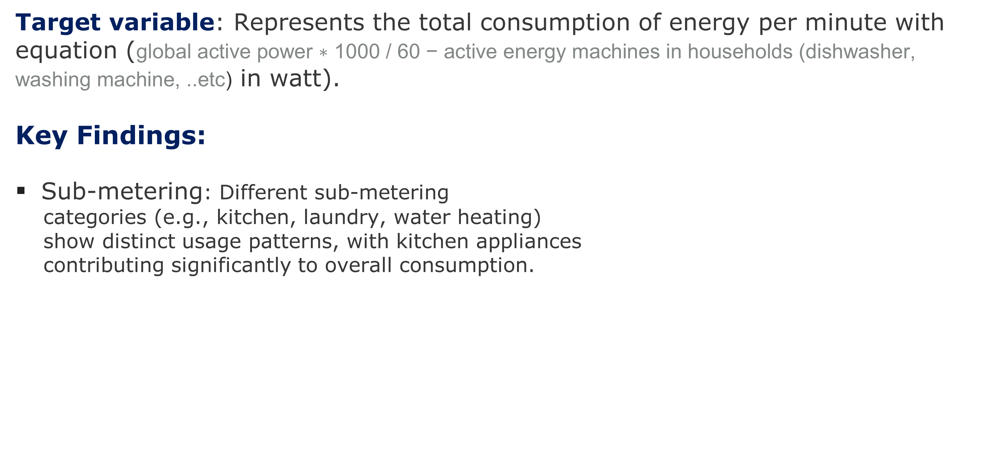 Target variable: Represents the total consumption of energy per minute with
equation (global active power * 1000 / 60 − active energy machines in households (dishwasher,
washing machine, ..etc) in watt).
Key Findings:
▪ Sub-metering: Different sub-metering
categories (e.g., kitchen, laundry, water heating)
show distinct usage patterns, with kitchen appliances
contributing significantly to overall consumption.